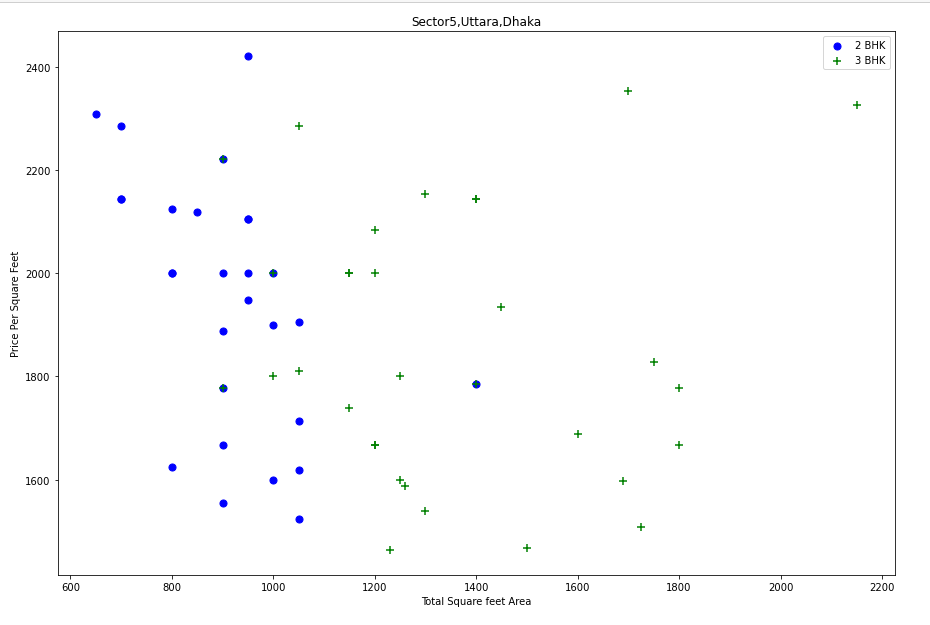 Sector5,Uttara,Dhaka
2 BHK
3 BHK
2400
2200
2000
1800
1600
Price Per Square Feet
600 800 1000 1200 1400 1600 1800 2000 2200
Total Square feet Area